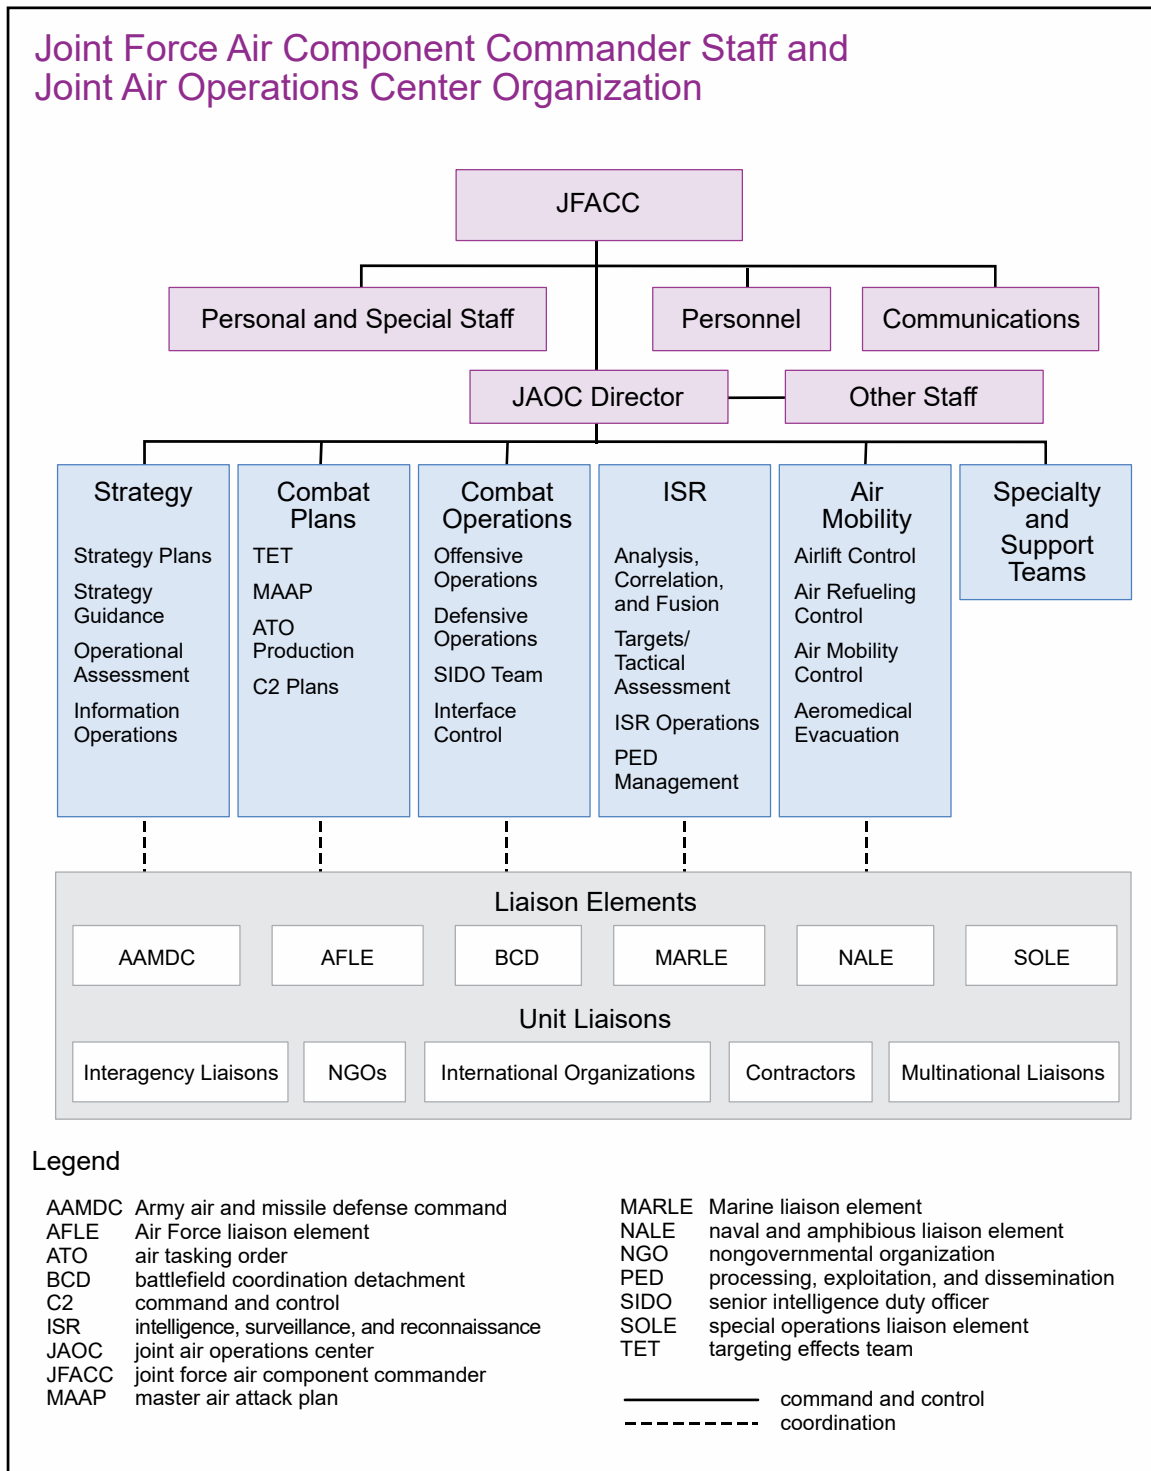 Joint Force Air Component Commander Staff and
Joint Air Operations Center Organization
JFACC
Personal and Special Staff
Personnel
Communications
JAOC Director
Other Staff
Strategy
Strategy Plans
Strategy
Guidance
Operational
Assessment
Information
Operations
Combat
Plans
TET
MAAP
ATO
Production
C2 Plans
Combat
Operations
Offensive
Operations
Defensive
Operations
SIDO Team
Interface
Control
ISR
Analysis,
Correlation,
and Fusion
Targets/
Tactical
Assessment
ISR Operations
PED
Management
Air
Mobility
Airlift Control
Air Refueling
Control
Air Mobility
Control
Aeromedical
Evacuation
Specialty
and
Support
Teams
Liaison Elements
AAMDC
AFLE
BCD
MARLE
NALE
SOLE
Unit Liaisons
Interagency Liaisons
NGOs
International Organizations
Contractors
Multinational Liaisons
Legend
AAMDC Army air and missile defense command
AFLE Air Force liaison element
ATO air tasking order
BCD battlefield coordination detachment
C2 command and control
ISR intelligence, surveillance, and reconnaissance
JAOC joint air operations center
JFACC joint force air component commander
MAAP master air attack plan
MARLE Marine liaison element
NALE naval and amphibious liaison element
NGO nongovernmental organization
PED processing, exploitation, and dissemination
SIDO senior intelligence duty officer
SOLE special operations liaison element
TET targeting effects team
command and control
coordination